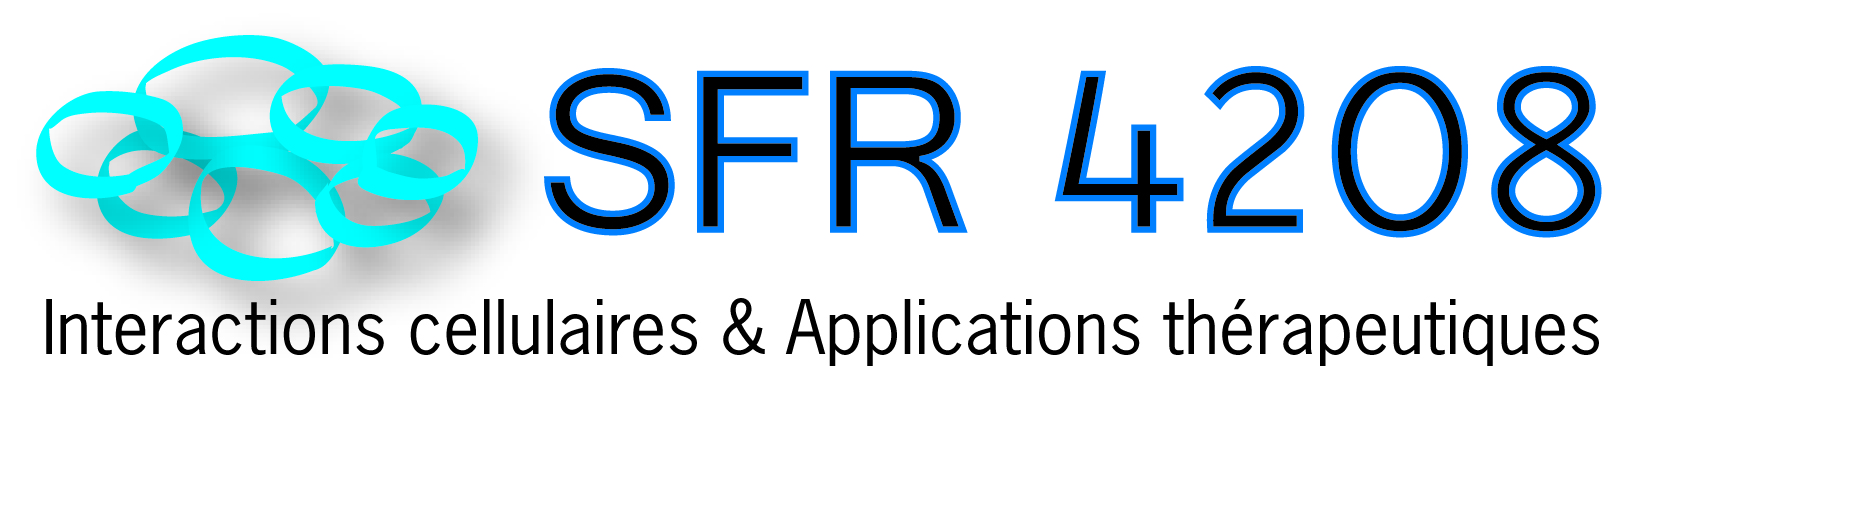 SFR 4208
Interactions cellulaires & Applications thérapeutiques